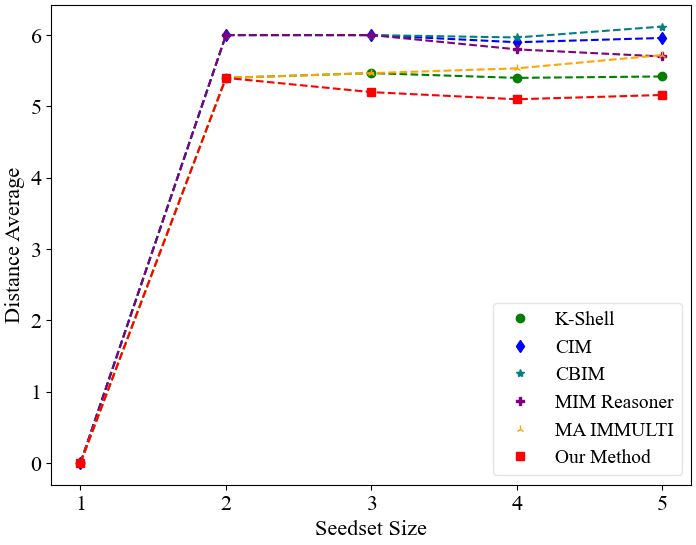 6
5
4
3
2
1
0
Distance Average
1 2 3 4 5
Seedset Size
K-Shell
CIM
CBIM
MIM Reasoner
MA IMMULTI
Our Method